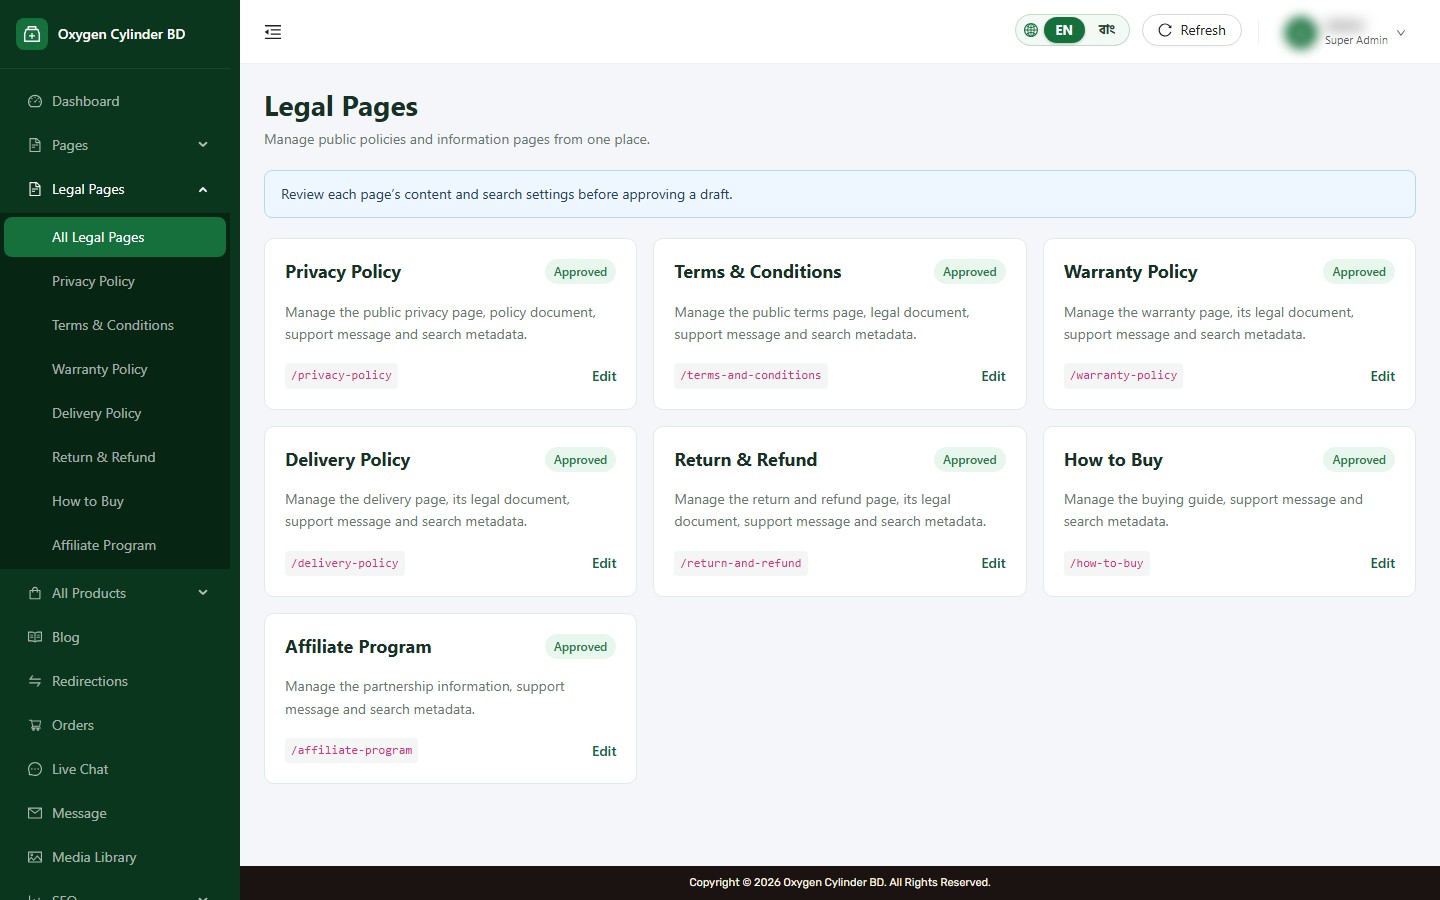 Oxygen Cylinder BD
Dashboard
Pages
Legal Pages
All Legal Pages
Privacy Policy
Terms & Conditions
Warranty Policy
Delivery Policy
Return & Refund
How to Buy
Affiliate Program
All Products
Blog
Redirections
Orders
Live Chat
Message
Media Library
SEO
EN
বাং
Refresh
Super Admin
Legal Pages
Manage public policies and information pages from one place.
Review each page's content and search settings before approving a draft.
Privacy Policy
Approved
Manage the public privacy page, policy document,
support message and search metadata.
/privacy-policy
Edit
Terms & Conditions
Approved
Manage the public terms page, legal document,
support message and search metadata.
/terms-and-conditions
Edit
Warranty Policy
Approved
Manage the warranty page, its legal document,
support message and search metadata.
/warranty-policy
Edit
Delivery Policy
Approved
Manage the delivery page, its legal document,
support message and search metadata.
/delivery-policy
Edit
Return & Refund
Approved
Manage the return and refund page, its legal
document, support message and search metadata.
/return-and-refund
Edit
How to Buy
Approved
Manage the buying guide, support message and
search metadata.
/how-to-buy
Edit
Affiliate Program
Approved
Manage the partnership information, support
message and search metadata.
/affiliate-program
Edit
Copyright © 2026 Oxygen Cylinder BD. All Rights Reserved.